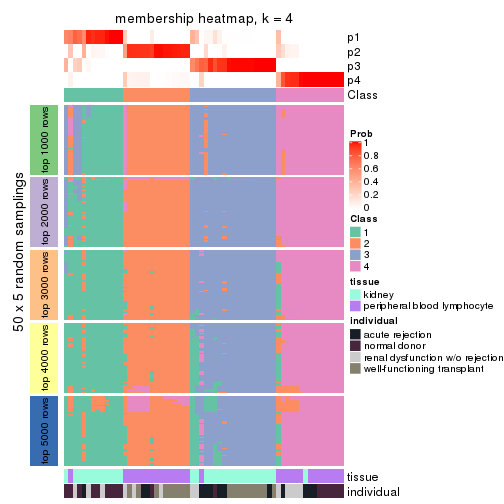 membership heatmap, k = 4
p1
p2
p3
p4
Class
50 x 5 random samplings
top 1000 rows
top 2000 rows
top 3000 rows
top 4000 rows
top 5000 rows
Prob
1
0.8
0.6
0.4
0.2
0
Class
1
2
3
4
tissue
kidney
peripheral blood lymphocyte
individual
acute rejection
normal donor
renal dysfunction w/o rejection
well-functioning transplant
tissue
individual